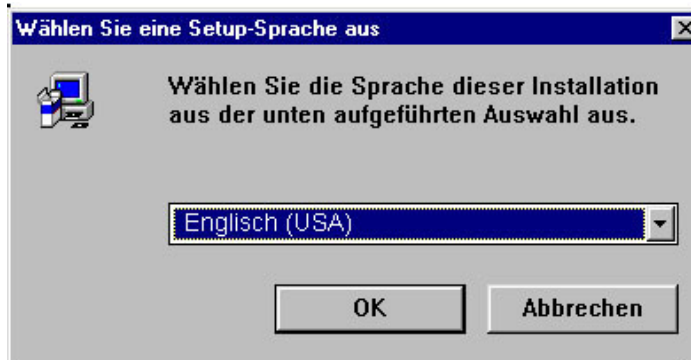 Wählen Sie eine Setup-Sprache aus
Wählen Sie die Sprache dieser Installation
aus der unten aufgeführten Auswahl aus.
Englisch (USA)
OK
Abbrechen